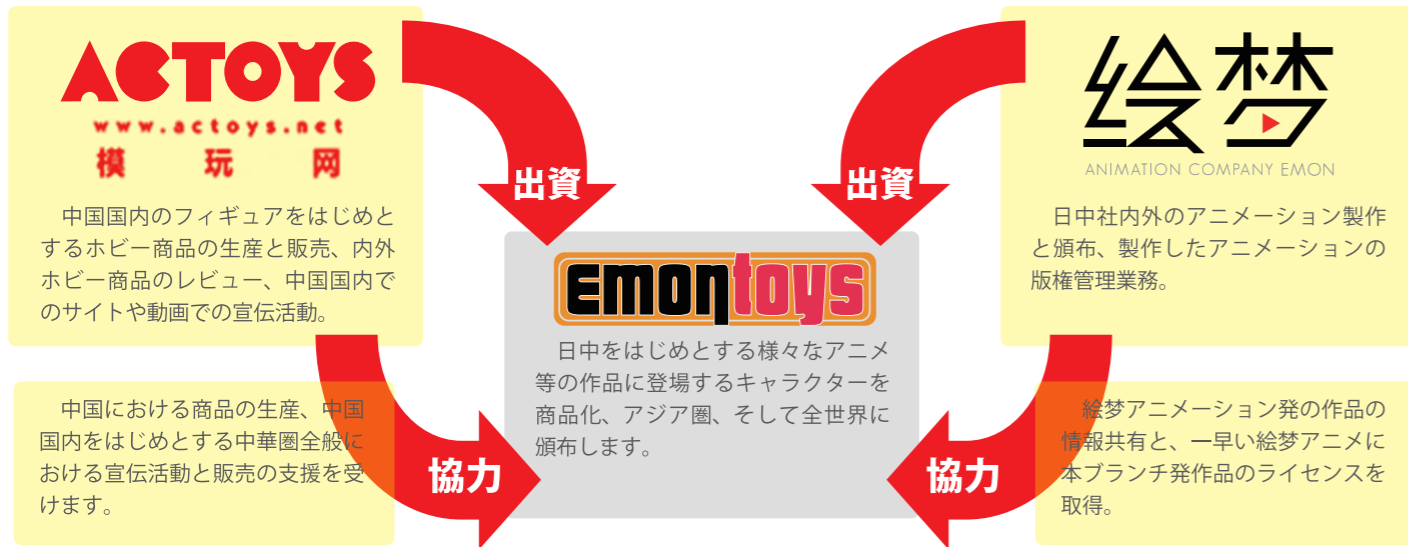 ACTOYS
www.actoys.net
模玩网
中国国内のフィギュアをはじめと
するホビー商品の生産と販売、内外
ホビー商品のレビュー、中国国内で
のサイトや動画での宣伝活動。
出資
出資
绘梦
ANIMATION COMPANY EMON
日中社内外のアニメーション製作
と頒布、製作したアニメーションの
版権管理業務。
Emontoys
日中をはじめとする様々なアニメ
等の作品に登場するキャラクターを
商品化、アジア圏、そして全世界に
頒布します。
中国における商品の生産、中国
国内をはじめとする中華圏全般に
おける宣伝活動と販売の支援を受
けます。
協力
協力
絵梦アニメーション発の作品の
情報共有と、一早い絵梦アニメに
本ブランチ発作品のライセンスを
取得。